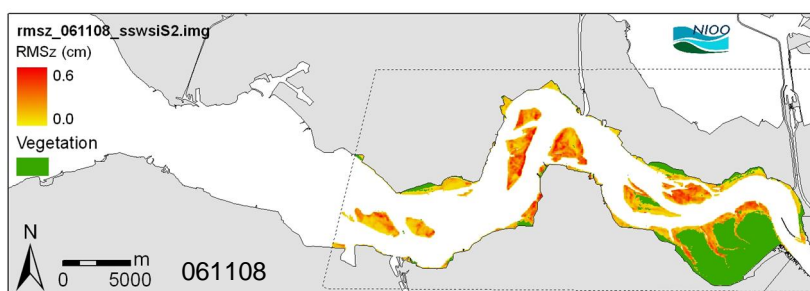 rmsz_061108_sswsiS2.img
RMSz (cm)
0.6
0.0
Vegetation
NIOO
N
m
0 5000
061108